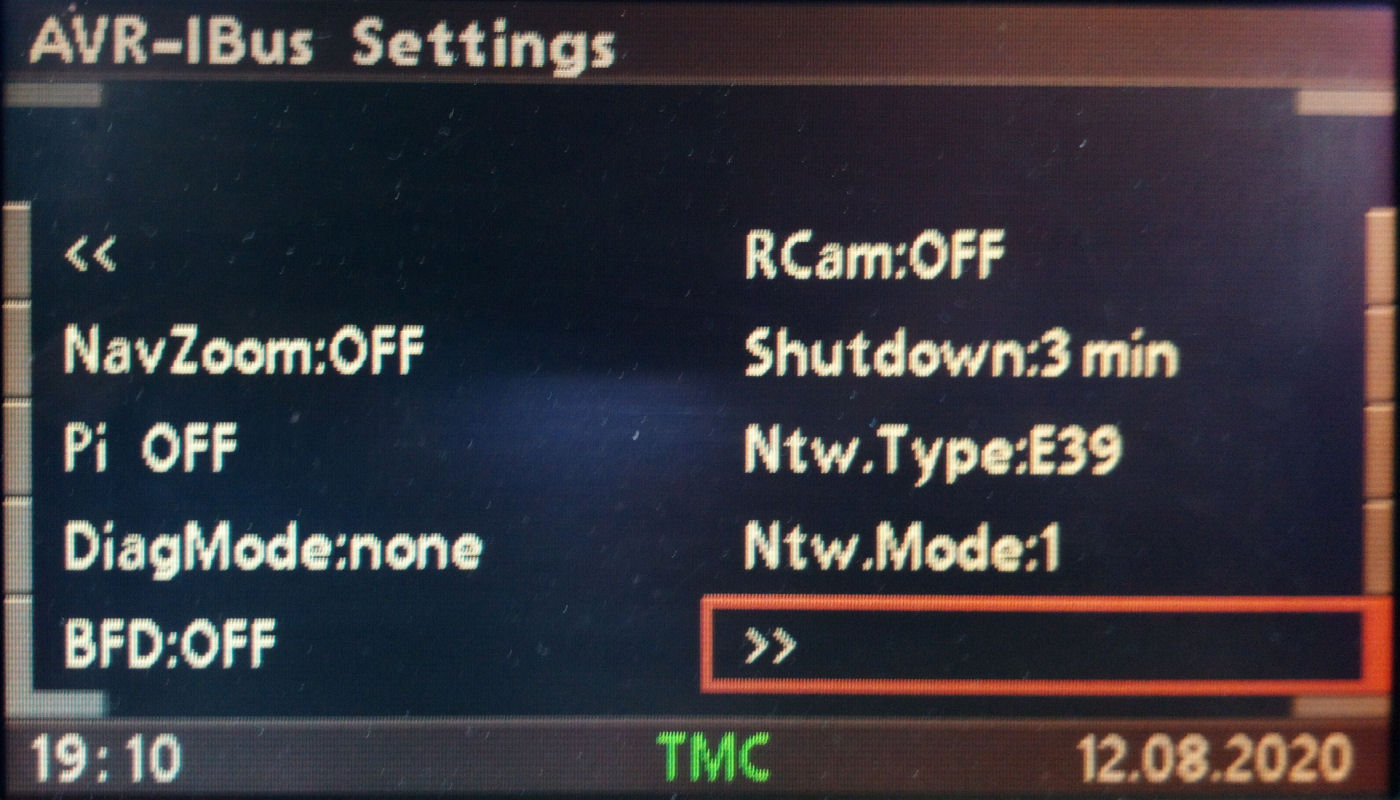 AVR-IBus Settings
<<
RCam:OFF
NavZoom:OFF
Shutdown:3 min
Pi OFF
Ntw.Type:E39
DiagMode:none
Ntw.Mode:1
BFD:OFF
>>
19:10
TMC
12.08.2020